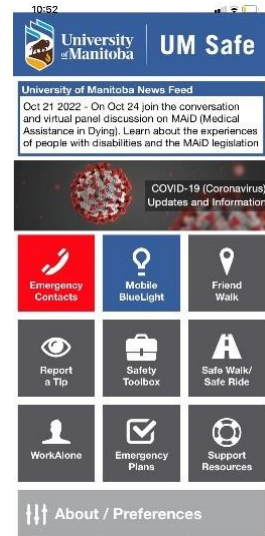 10:52
University
of Manitoba
UM Safe
University of Manitoba News Feed
Oct 21 2022 - On Oct 24 join the conversation
and virtual panel discussion on MAiD (Medical
Assistance in Dying). Learn about the experiences
of people with disabilities and the MAiD legislation
COVID-19 (Coronavirus)
Updates and Information
Emergency
Contacts
Mobile
BlueLight
Friend
Walk
Report
a Tip
Safety
Toolbox
Safe Walk/
Safe Ride
WorkAlone
Emergency
Plans
Support
Resources
About / Preferences